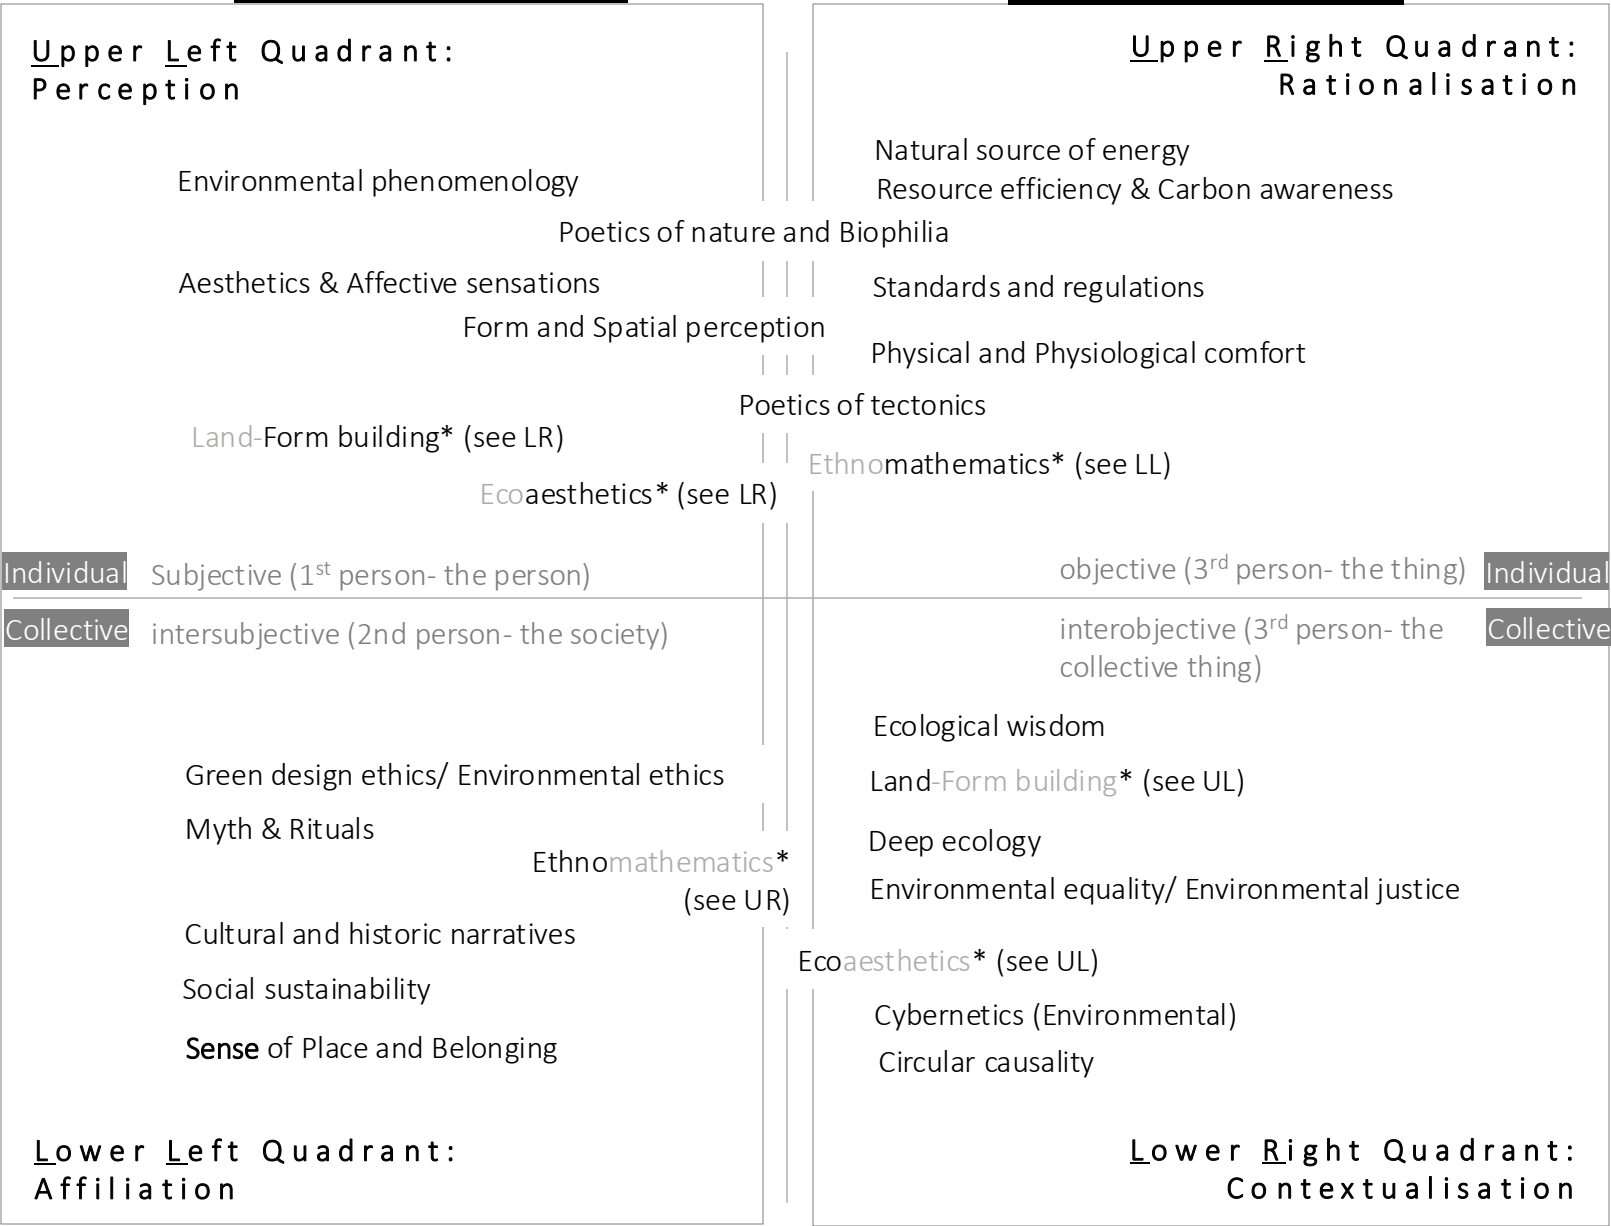 Upper Left Quadrant:
Perception
Environmental phenomenology
Poetics of nature and Biophilia
Aesthetics & Affective sensations
Form and Spatial perception
Poetics of tectonics
Land-Form building* (see LR)
Ecoaesthetics* (see LR)
Individual
Subjective (1st person- the person)
Upper Right Quadrant:
Rationalisation
Natural source of energy
Resource efficiency & Carbon awareness
Standards and regulations
Physical and Physiological comfort
Ethnomathematics* (see LL)
objective (3rd person- the thing)
Individual
Collective
intersubjective (2nd person- the society)
Green design ethics/ Environmental ethics
Myth & Rituals
Ethnomathematics*
(see UR)
Cultural and historic narratives
Social sustainability
Sense of Place and Belonging
Lower Left Quadrant:
Affiliation
interobjective (3rd person- the
collective thing)
Collective
Ecological wisdom
Land-Form building* (see UL)
Deep ecology
Environmental equality/ Environmental justice
Ecoaesthetics* (see UL)
Cybernetics (Environmental)
Circular causality
Lower Right Quadrant:
Contextualisation